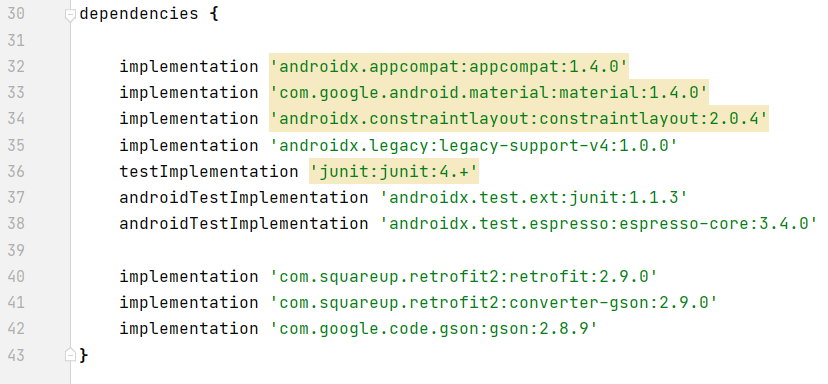 30 dependencies {
31
32 implementation 'androidx.appcompat:appcompat:1.4.0'
33 implementation 'com.google.android.material:material:1.4.0'
34 implementation 'androidx.constraintlayout:constraintlayout:2.0.4'
35 implementation 'androidx.legacy:legacy-support-v4:1.0.0'
36 testImplementation 'junit:junit:4.+'
37 androidTestImplementation 'androidx.test.ext:junit:1.1.3'
38 androidTestImplementation 'androidx.test.espresso:espresso-core:3.4.0'
39
40 implementation 'com.squareup.retrofit2:retrofit:2.9.0'
41 implementation 'com.squareup.retrofit2:converter-gson:2.9.0'
42 implementation 'com.google.code.gson:gson:2.8.9'
43 }